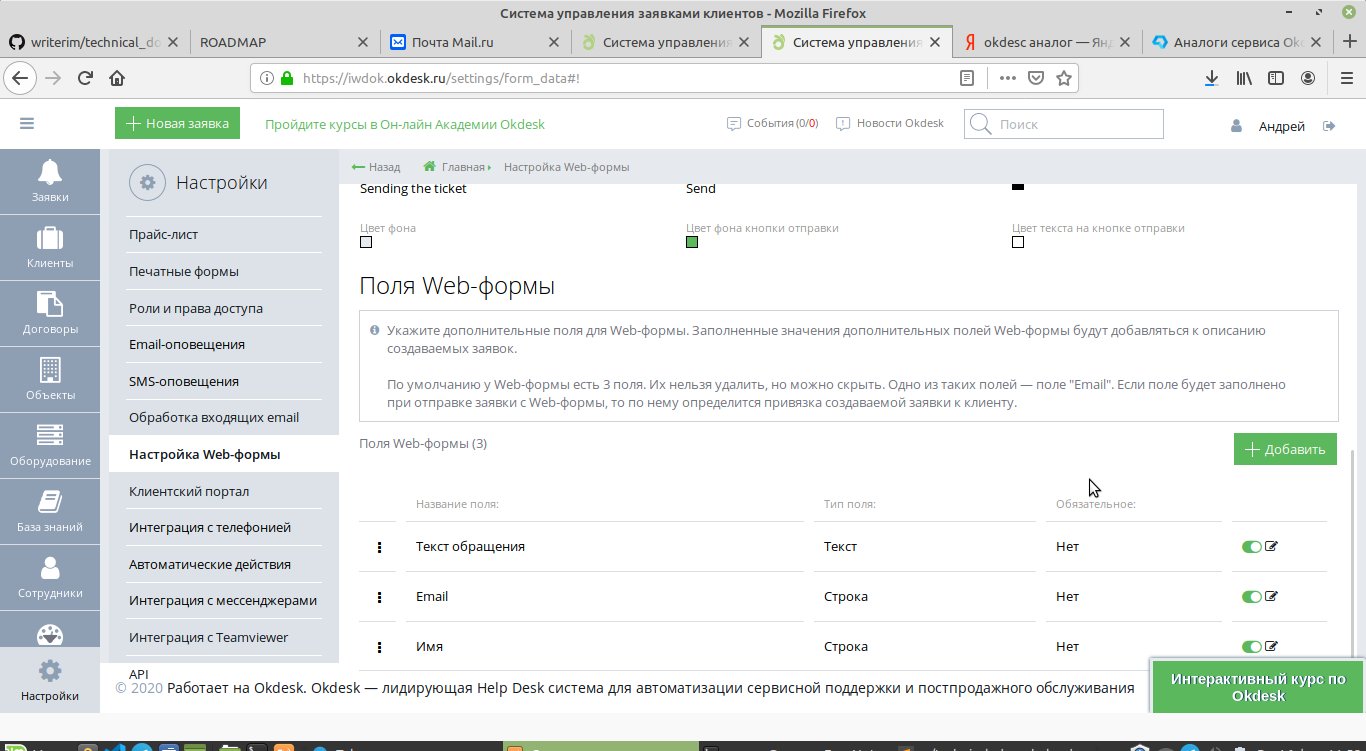 Система управления заявками клиентов - Mozilla Firefox
writerim/technical_do
ROADMAP
Почта Mail.ru
Система управления
Система управления
okdesc аналог — Ян
Аналоги сервиса Ok
https://iwdok.okdesk.ru/settings/form_data#!
Новая заявка
Пройдите курсы в Он-лайн Академии Okdesk
События (0/0)
Новости Okdesk
Поиск
Андрей
Заявки
Клиенты
Договоры
Объекты
Оборудование
База знаний
Сотрудники
Настройки
Настройки
Прайс-лист
Печатные формы
Роли и права доступа
Email-оповещения
SMS-оповещения
Обработка входящих email
Настройка Web-формы
Клиентский портал
Интеграция с телефонией
Автоматические действия
Интеграция с мессенджерами
Интеграция с Teamviewer
API
Назад
Главная
Настройка Web-формы
Sending the ticket
Send
Цвет фона
Цвет фона кнопки отправки
Цвет текста на кнопке отправки
Поля Web-формы
Укажите дополнительные поля для Web-формы. Заполненные значения дополнительных полей Web-формы будут добавляться к описанию
создаваемых заявок.
По умолчанию у Web-формы есть 3 поля. Их нельзя удалить, но можно скрыть. Одно из таких полей — поле "Email". Если поле будет заполнено
при отправке заявки с Web-формы, то по нему определится привязка создаваемой заявки к клиенту.
Поля Web-формы (3)
Добавить
Название поля:
Тип поля:
Обязательное:
Текст обращения
Текст
Нет
Email
Строка
Нет
Имя
Строка
Нет
© 2020 Работает на Okdesk. Okdesk — лидирующая Help Desk система для автоматизации сервисной поддержки и постпродажного обслуживания
Интерактивный курс по
Okdesk